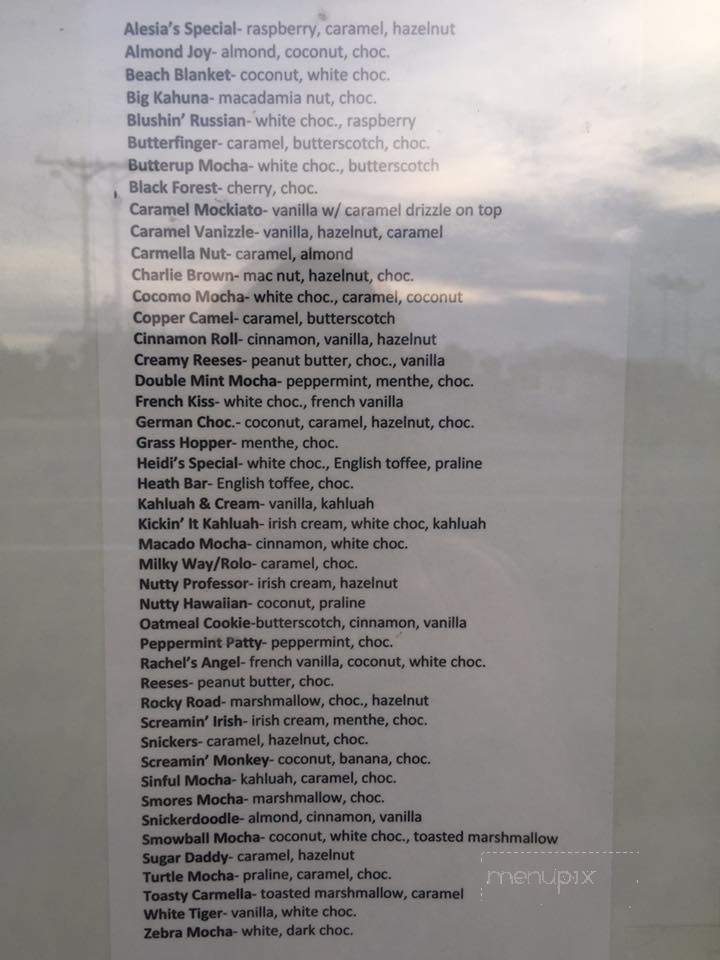 Alesia's Special- raspberry, caramel, hazelnut
Almond Joy- almond, coconut, choc.
Beach Blanket- coconut, white choc.
Big Kahuna- macadamia nut, choc.
Blushin' Russian- white choc., raspberry
Butterfinger- caramel, butterscotch, choc.
Butterup Mocha- white choc., butterscotch
Black Forest- cherry, choc.
Caramel Mockiato- vanilla w/ caramel drizzle on top
Caramel Vanizzle- vanilla, hazelnut, caramel
Carmella Nut- caramel, almond
Charlie Brown- mac nut, hazelnut, choc.
Cocomo Mocha- white choc., caramel, coconut
Copper Camel- caramel, butterscotch
Cinnamon Roll- cinnamon, vanilla, hazelnut
Creamy Reeses- peanut butter, choc., vanilla
Double Mint Mocha- peppermint, menthe, choc.
French Kiss- white choc., french vanilla
German Choc.- coconut, caramel, hazelnut, choc.
Grass Hopper- menthe, choc.
Heidi's Special- white choc., English toffee, praline
Heath Bar- English toffee, choc.
Kahluah & Cream- vanilla, kahluah
Kickin' It Kahluah- irish cream, white choc, kahluah
Macado Mocha- cinnamon, white choc.
Milky Way/Rolo- caramel, choc.
Nutty Professor- irish cream, hazelnut
Nutty Hawaiian- coconut, praline
Oatmeal Cookie-butterscotch, cinnamon, vanilla
Peppermint Patty- peppermint, choc.
Rachel's Angel- french vanilla, coconut, white choc.
Reeses- peanut butter, choc.
Rocky Road- marshmallow, choc., hazelnut
Screamin' Irish- irish cream, menthe, choc.
Snickers- caramel, hazelnut, choc.
Screamin' Monkey- coconut, banana, choc.
Sinful Mocha- kahluah, caramel, choc.
Smores Mocha- marshmallow, choc.
Snickerdoodle- almond, cinnamon, vanilla
Smowball Mocha- coconut, white choc., toasted marshmallow
Sugar Daddy- caramel, hazelnut
Turtle Mocha- praline, caramel, choc.
Toasty Carmella- toasted marshmallow, caramel
White Tiger- vanilla, white choc.
Zebra Mocha- white, dark choc.
menupix